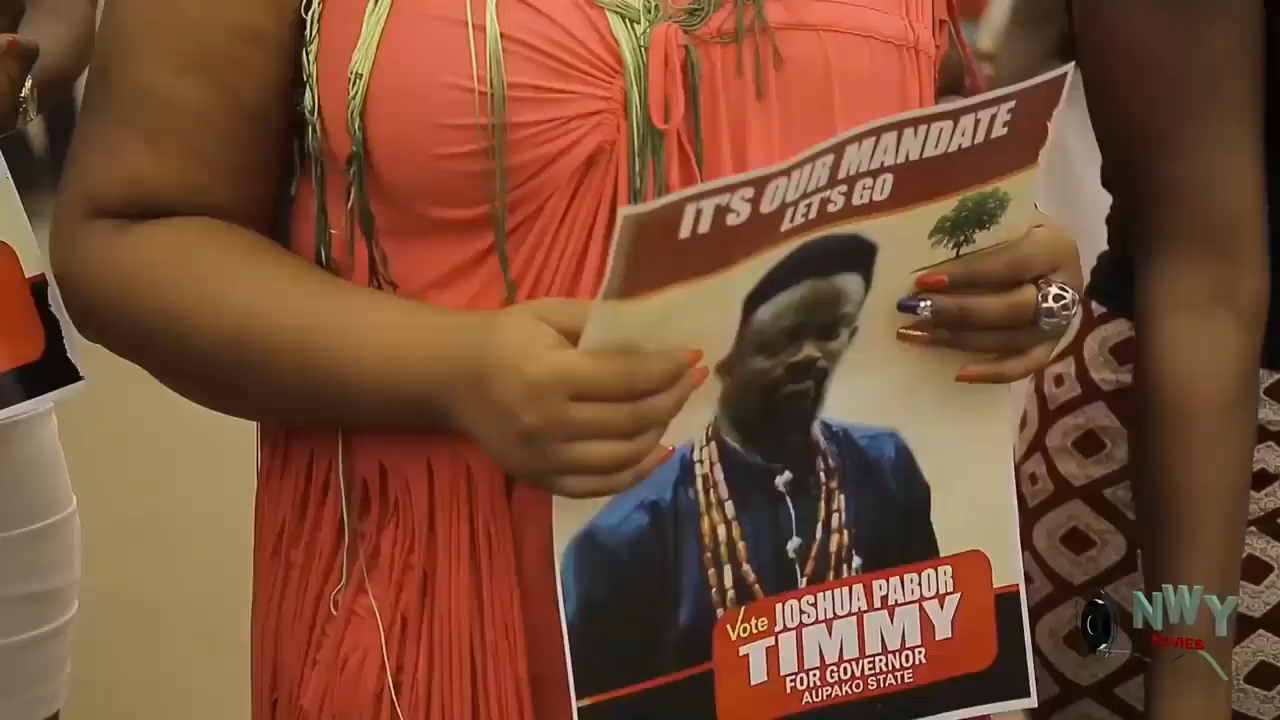 IT'S OUR MANDATE
LET'S GO
Vote JOSHUA PABOR
TIMMY
FOR GOVERNOR
AUPAKO STATE
NWY
MOVIES